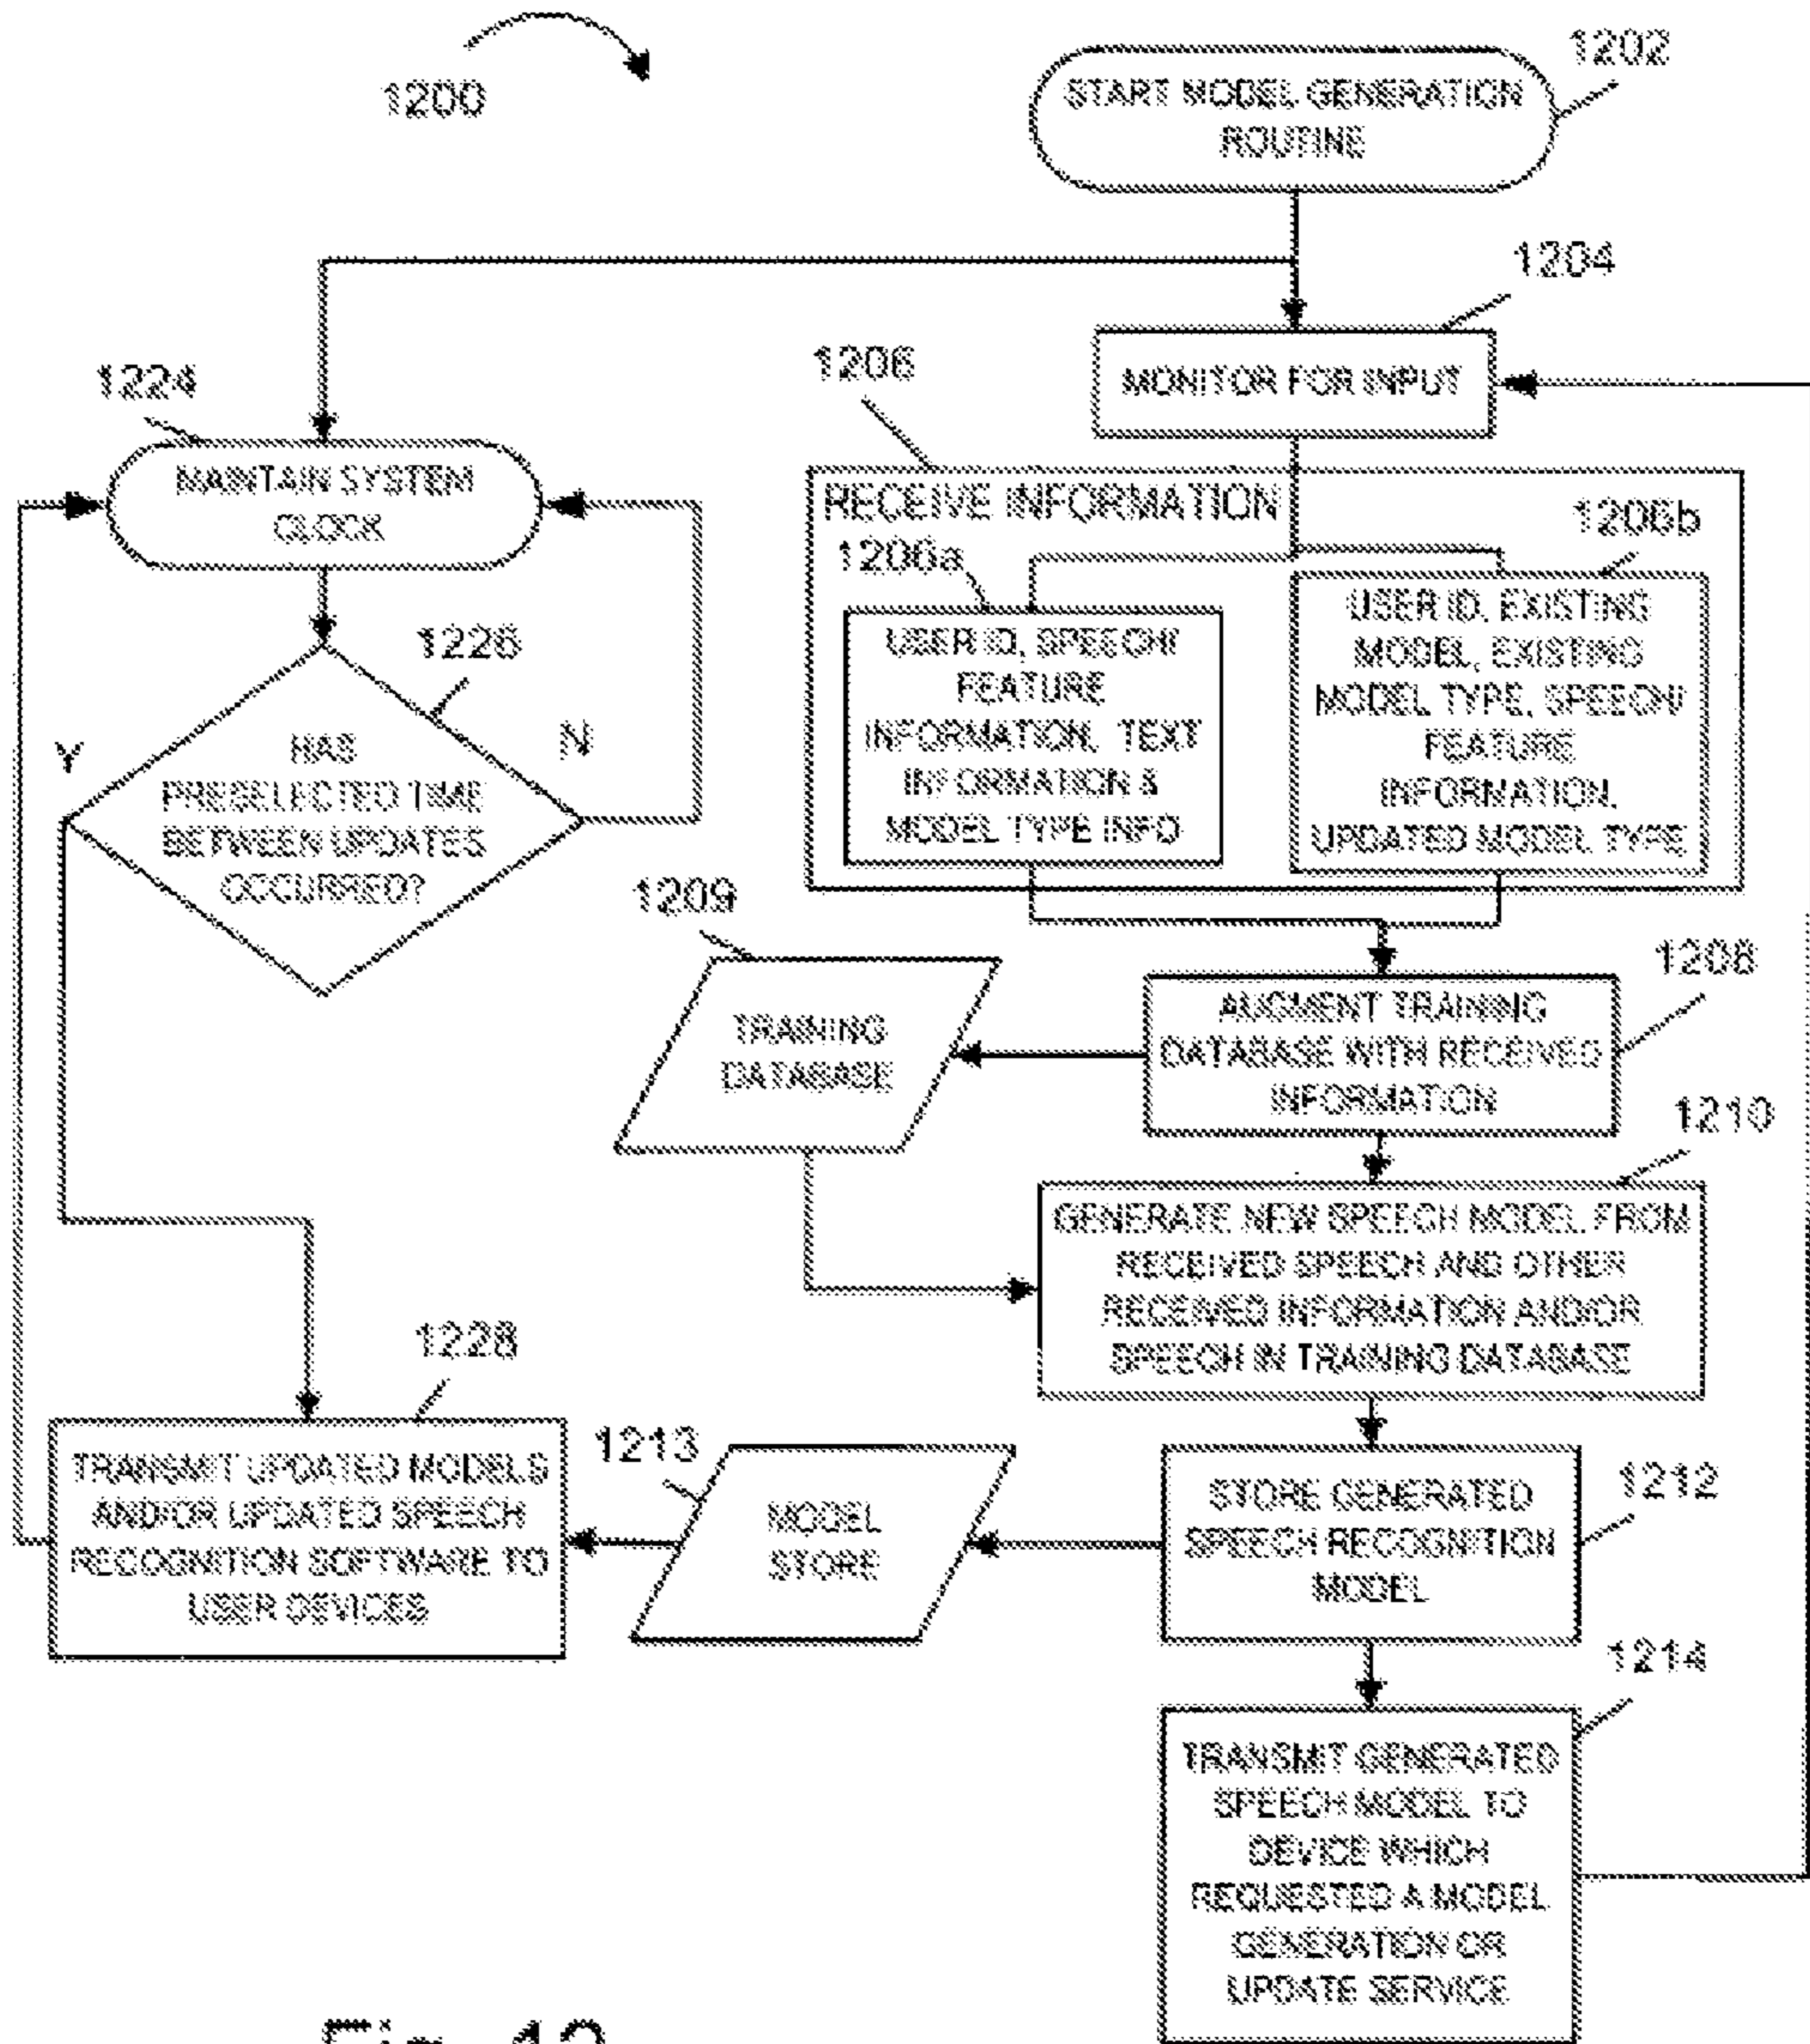 1200
1202
START MODEL GENERATION
ROUTINE
1204
MONITOR FOR INPUT
1206
RECEIVE INFORMATION
1206a
USER ID, SPEECH/
FEATURE
INFORMATION, TEXT
INFORMATION &
MODEL TYPE INFO
1206b
USER ID, EXISTING
MODEL, EXISTING
MODEL TYPE, SPEECH/
FEATURE
INFORMATION,
UPDATED MODEL TYPE
1224
MAINTAIN SYSTEM
CLOCK
1226
HAS
PRESELECTED TIME
BETWEEN UPDATES
OCCURRED?
Y
N
1208
AUGMENT TRAINING
DATABASE WITH RECEIVED
INFORMATION
1209
TRAINING
DATABASE
1210
GENERATE NEW SPEECH MODEL FROM
RECEIVED SPEECH AND OTHER
RECEIVED INFORMATION AND/OR
SPEECH IN TRAINING DATABASE
1228
TRANSMIT UPDATED MODELS
AND/OR UPDATED SPEECH
RECOGNITION SOFTWARE TO
USER DEVICES
1213
MODEL
STORE
1212
STORE GENERATED
SPEECH RECOGNITION
MODEL
1214
TRANSMIT GENERATED
SPEECH MODEL TO
DEVICE WHICH
REQUESTED A MODEL
GENERATION OR
UPDATE SERVICE
Fig. 12